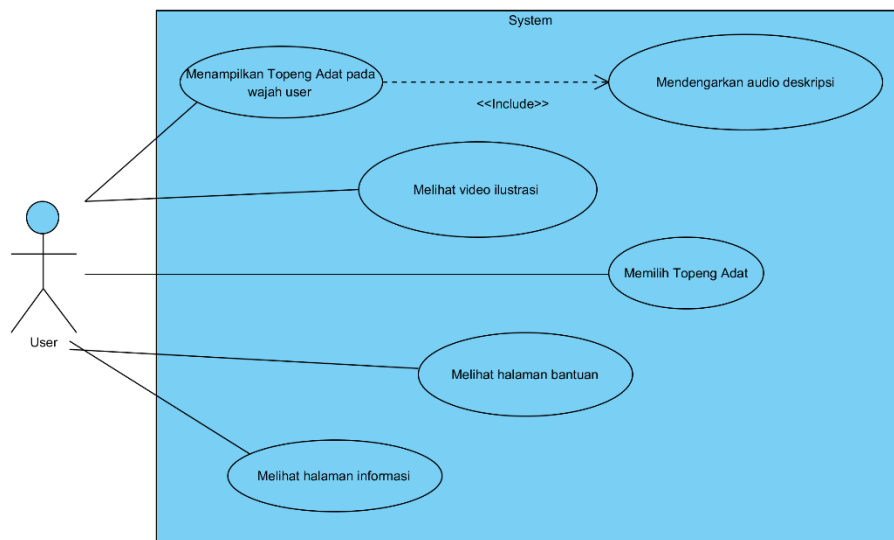 System
Menampilkan Topeng Adat pada
wajah user
Mendengarkan audio deskripsi
<<Include>>
Melihat video ilustrasi
Memilih Topeng Adat
User
Melihat halaman bantuan
Melihat halaman informasi